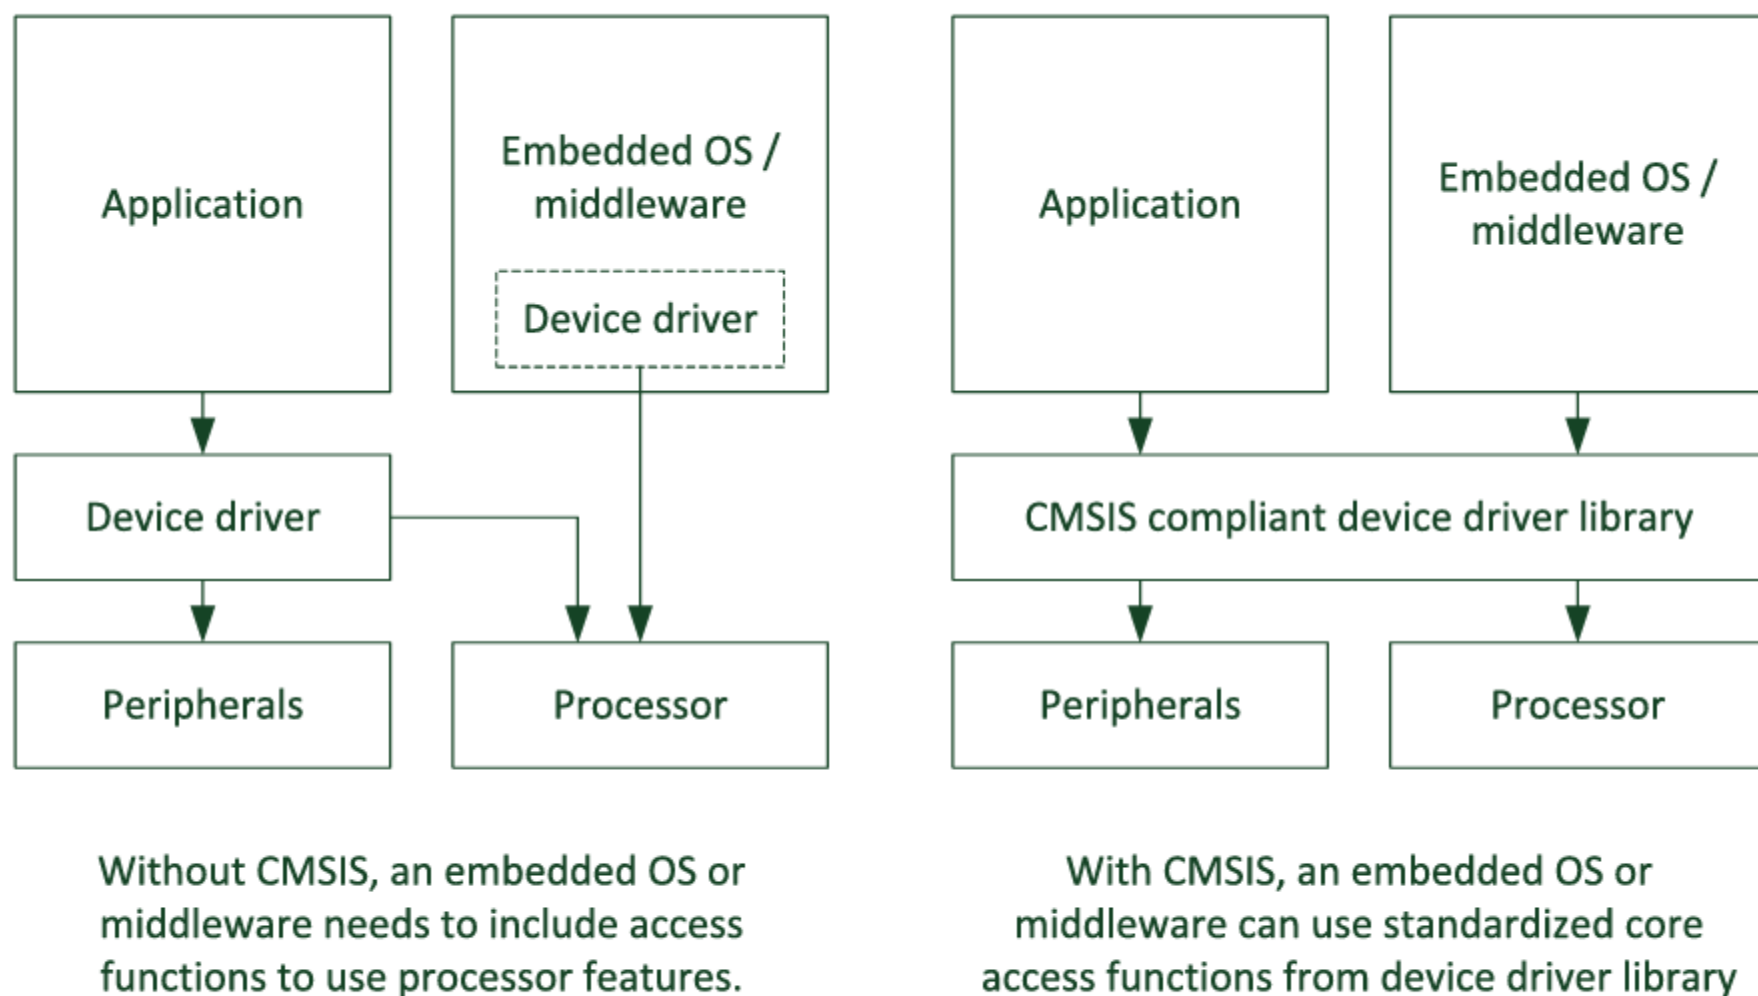 Application
Embedded OS /
middleware
Device driver
Device driver
Peripherals
Processor
Without CMSIS, an embedded OS or
middleware needs to include access
functions to use processor features.
Application
Embedded OS /
middleware
CMSIS compliant device driver library
Peripherals
Processor
With CMSIS, an embedded OS or
middleware can use standardized core
access functions from device driver library